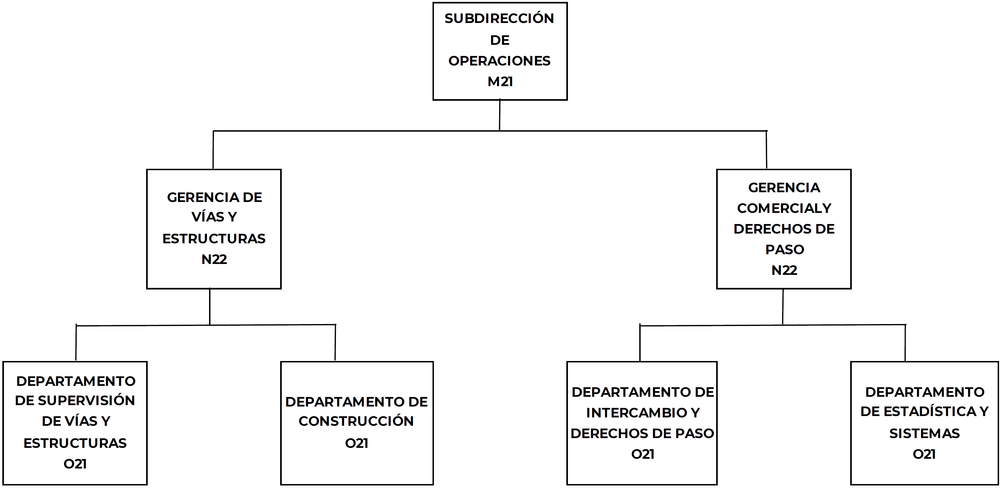 SUBDIRECCIÓN
DE
OPERACIONES
M21
GERENCIA DE
VÍAS Y
ESTRUCTURAS
N22
GERENCIA
COMERCIALY
DERECHOS DE
PASO
N22
DEPARTAMENTO
DE SUPERVISIÓN
DE VÍAS Y
ESTRUCTURAS
O21
DEPARTAMENTO DE
CONSTRUCCIÓN
O21
DEPARTAMENTO DE
INTERCAMBIO Y
DERECHOS DE PASO
O21
DEPARTAMENTO
DE ESTADÍSTICA Y
SISTEMAS
O21